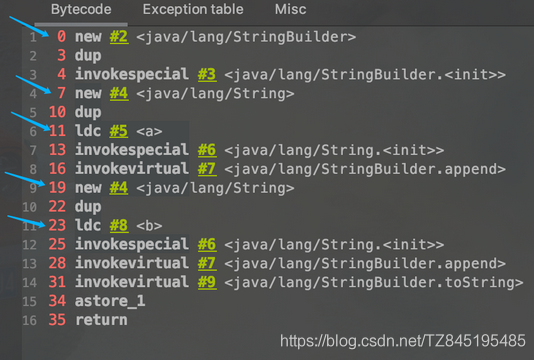 Bytecode Exception table Misc
1 0 new #2 <java/lang/StringBuilder>
2 3 dup
3 4 invokespecial #3 <java/lang/StringBuilder.<init>>
4 7 new #4 <java/lang/String>
5 10 dup
6 11 ldc #5 <a>
7 13 invokespecial #6 <java/lang/String.<init>>
8 16 invokevirtual #7 <java/lang/StringBuilder.append>
9 19 new #4 <java/lang/String>
10 22 dup
11 23 ldc #8 <b>
12 25 invokespecial #6 <java/lang/String.<init>>
13 28 invokevirtual #7 <java/lang/StringBuilder.append>
14 31 invokevirtual #9 <java/lang/StringBuilder.toString>
15 34 astore_1
16 35 return
https://blog.csdn.net/TZ845195485